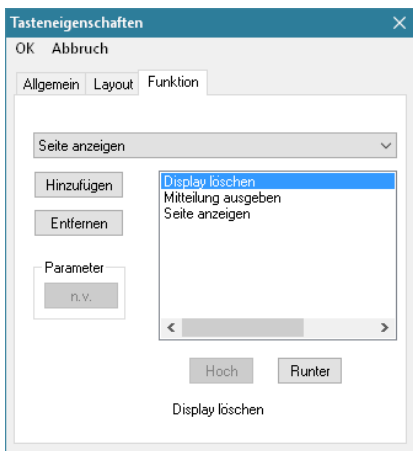 Tasteneigenschaften
OK Abbruch
Allgemein Layout Funktion
Seite anzeigen
Hinzufügen
Entfernen
Parameter
n.v.
Display löschen
Mitteilung ausgeben
Seite anzeigen
Hoch Runter
Display löschen